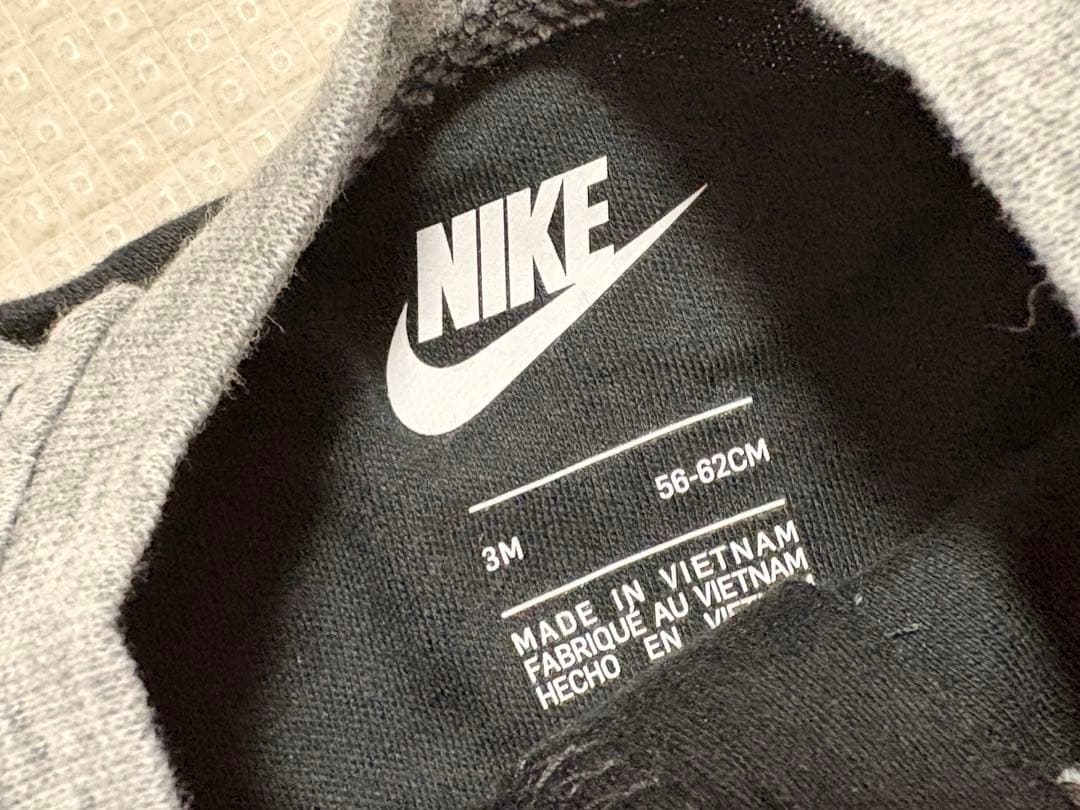 NIKE
3M 56-62CM
MADE IN VIETNAM
FABRIQUÉ AU VIETNAM
HECHO EN